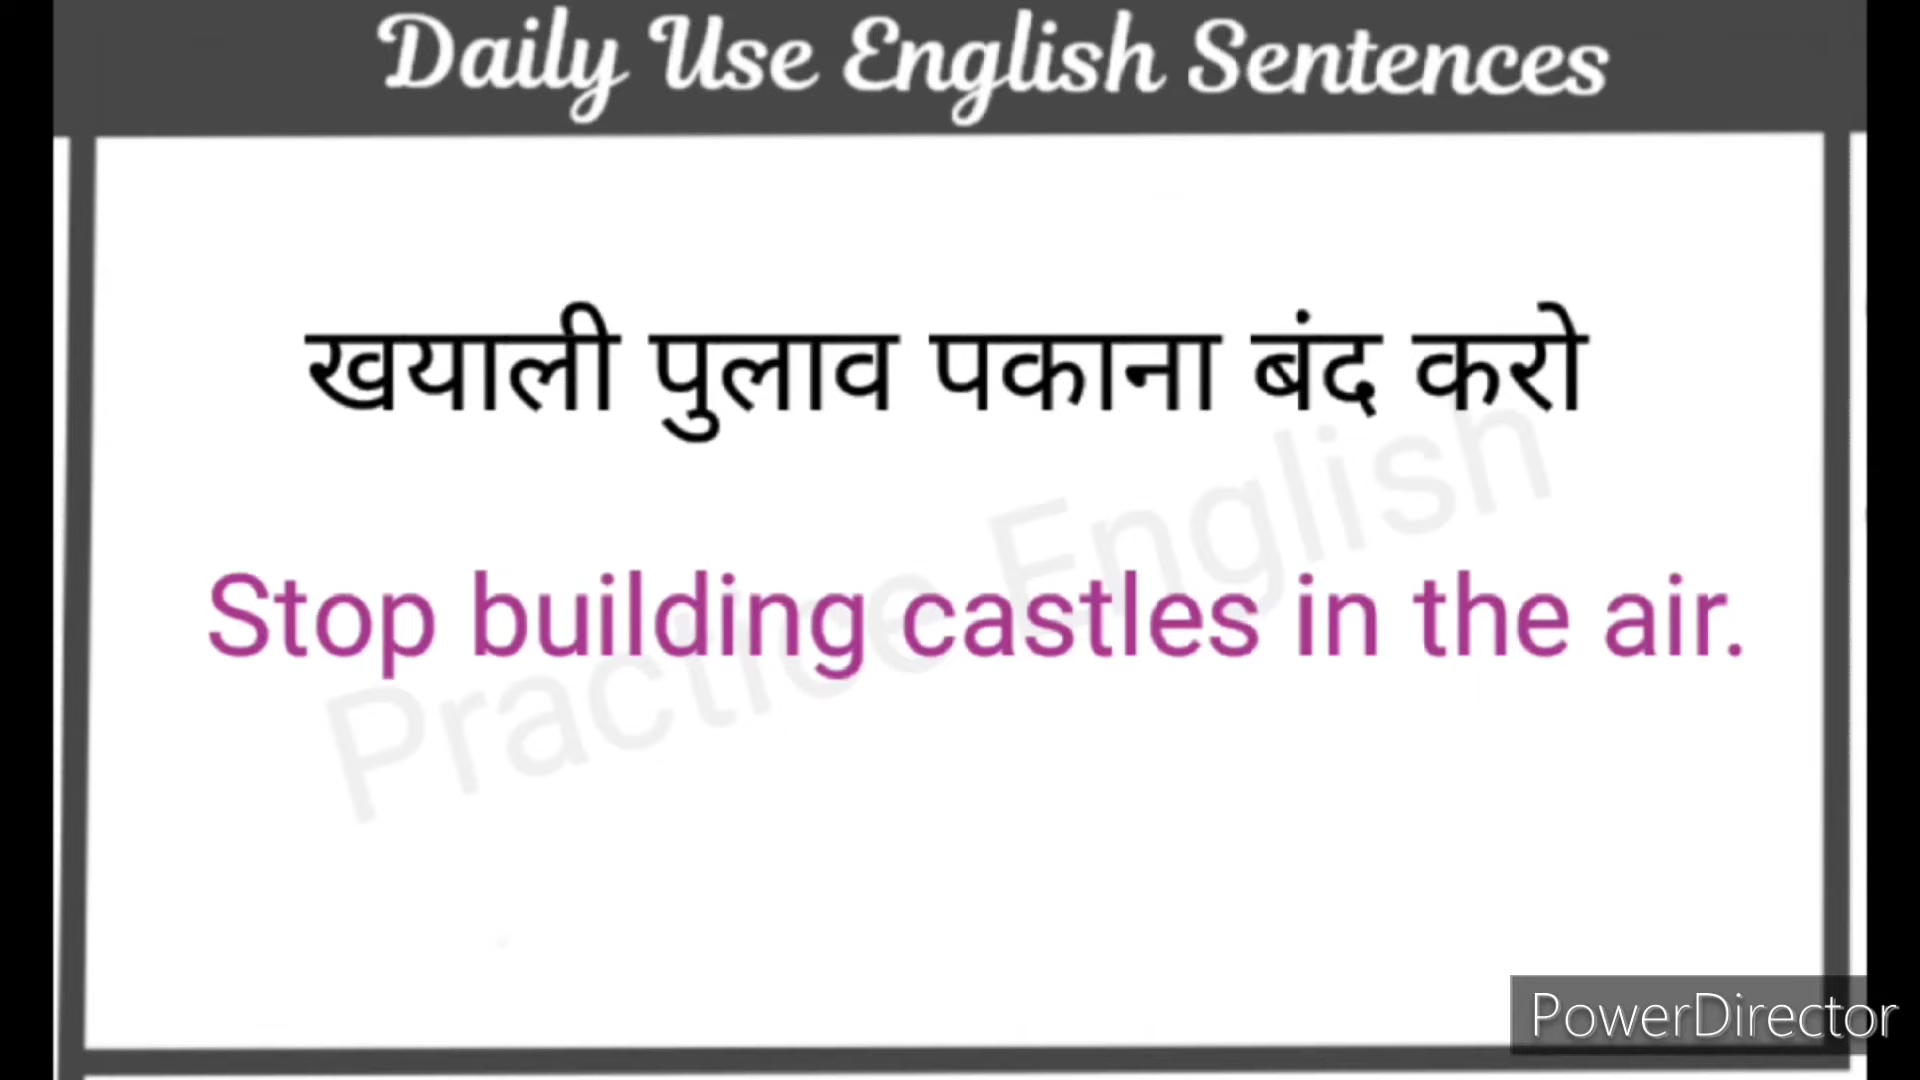 Daily Use English Sentences
खयाली पुलाव पकाना बंद करो
Stop building castles in the air.
Practice English
PowerDirector